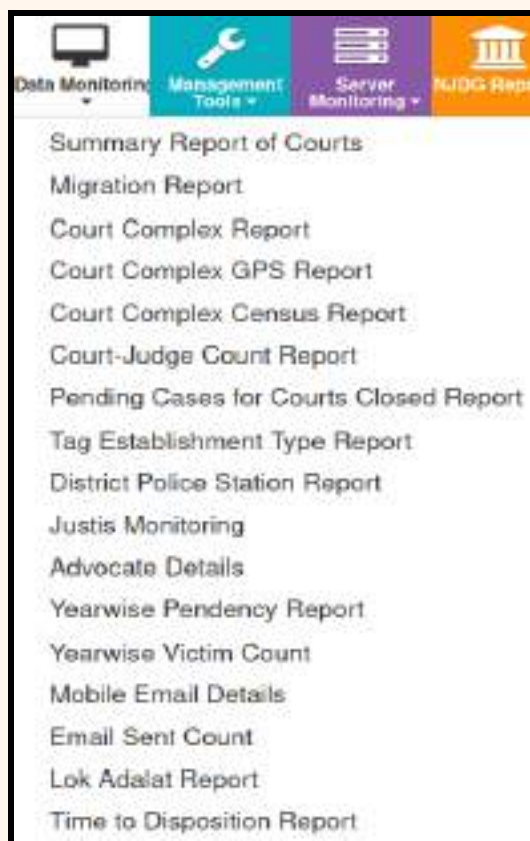 Data Monitoring
Management Tools
Server Monitoring
NJDG Rep
Summary Report of Courts
Migration Report
Court Complex Report
Court Complex GPS Report
Court Complex Census Report
Court-Judge Count Report
Pending Cases for Courts Closed Report
Tag Establishment Type Report
District Police Station Report
Justis Monitoring
Advocate Details
Yearwise Pendency Report
Yearwise Victim Count
Mobile Email Details
Email Sent Count
Lok Adalat Report
Time to Disposition Report